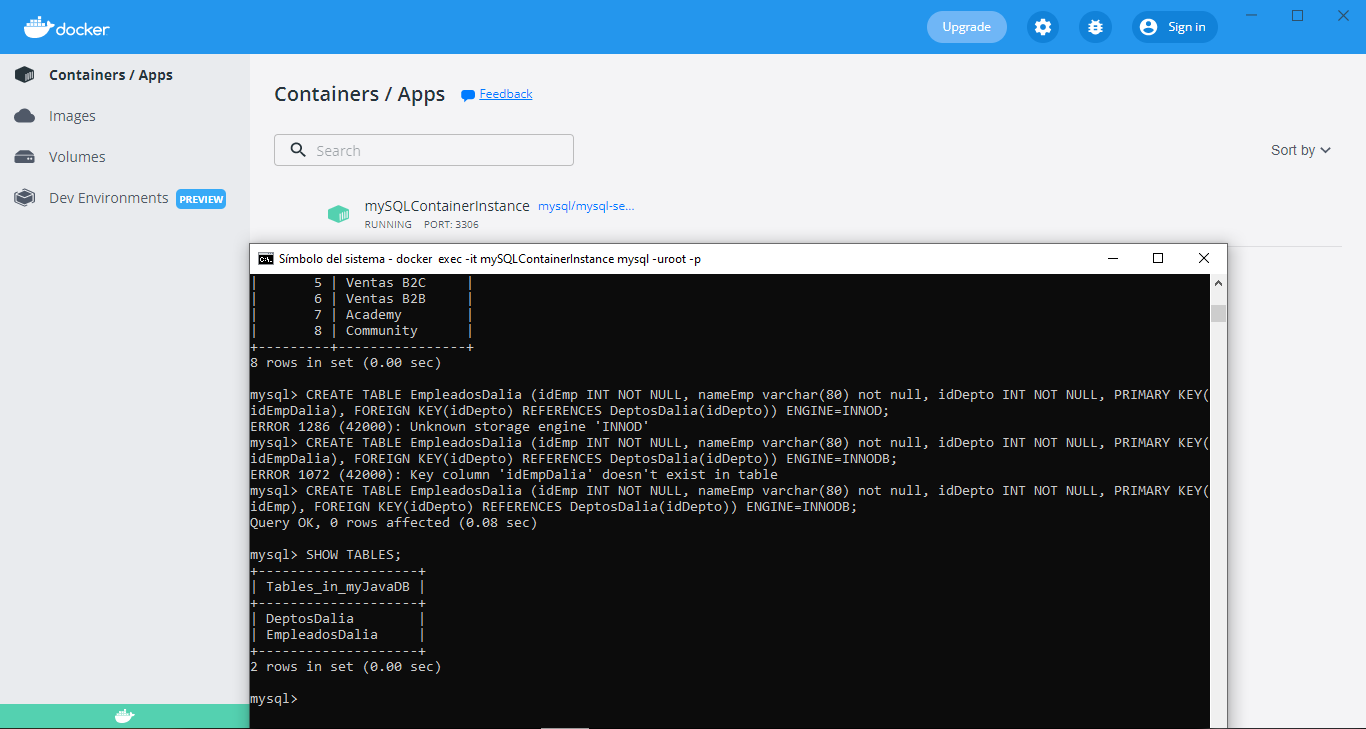 docker
Upgrade
Sign in
Containers / Apps
Images
Volumes
Dev Environments PREVIEW
Containers / Apps Feedback
Search
Sort by
mySQLContainerInstance mysql/mysql-se...
RUNNING PORT: 3306
Símbolo del sistema - docker exec -it mySQLContainerInstance mysql -uroot -p
|       5 | Ventas B2C     |
|       6 | Ventas B2B     |
|       7 | Academy        |
|       8 | Community      |
+---------+----------------+
8 rows in set (0.00 sec)
mysql> CREATE TABLE EmpleadosDalia (idEmp INT NOT NULL, nameEmp varchar(80) not null, idDepto INT NOT NULL, PRIMARY KEY(
idEmpDalia), FOREIGN KEY(idDepto) REFERENCES DeptosDalia(idDepto)) ENGINE=INNOD;
ERROR 1286 (42000): Unknown storage engine 'INNOD'
mysql> CREATE TABLE EmpleadosDalia (idEmp INT NOT NULL, nameEmp varchar(80) not null, idDepto INT NOT NULL, PRIMARY KEY(
idEmpDalia), FOREIGN KEY(idDepto) REFERENCES DeptosDalia(idDepto)) ENGINE=INNODB;
ERROR 1072 (42000): Key column 'idEmpDalia' doesn't exist in table
mysql> CREATE TABLE EmpleadosDalia (idEmp INT NOT NULL, nameEmp varchar(80) not null, idDepto INT NOT NULL, PRIMARY KEY(
idEmp), FOREIGN KEY(idDepto) REFERENCES DeptosDalia(idDepto)) ENGINE=INNODB;
Query OK, 0 rows affected (0.08 sec)
mysql> SHOW TABLES;
+--------------------+
| Tables_in_myJavaDB |
+--------------------+
| DeptosDalia        |
| EmpleadosDalia     |
+--------------------+
2 rows in set (0.00 sec)
mysql>